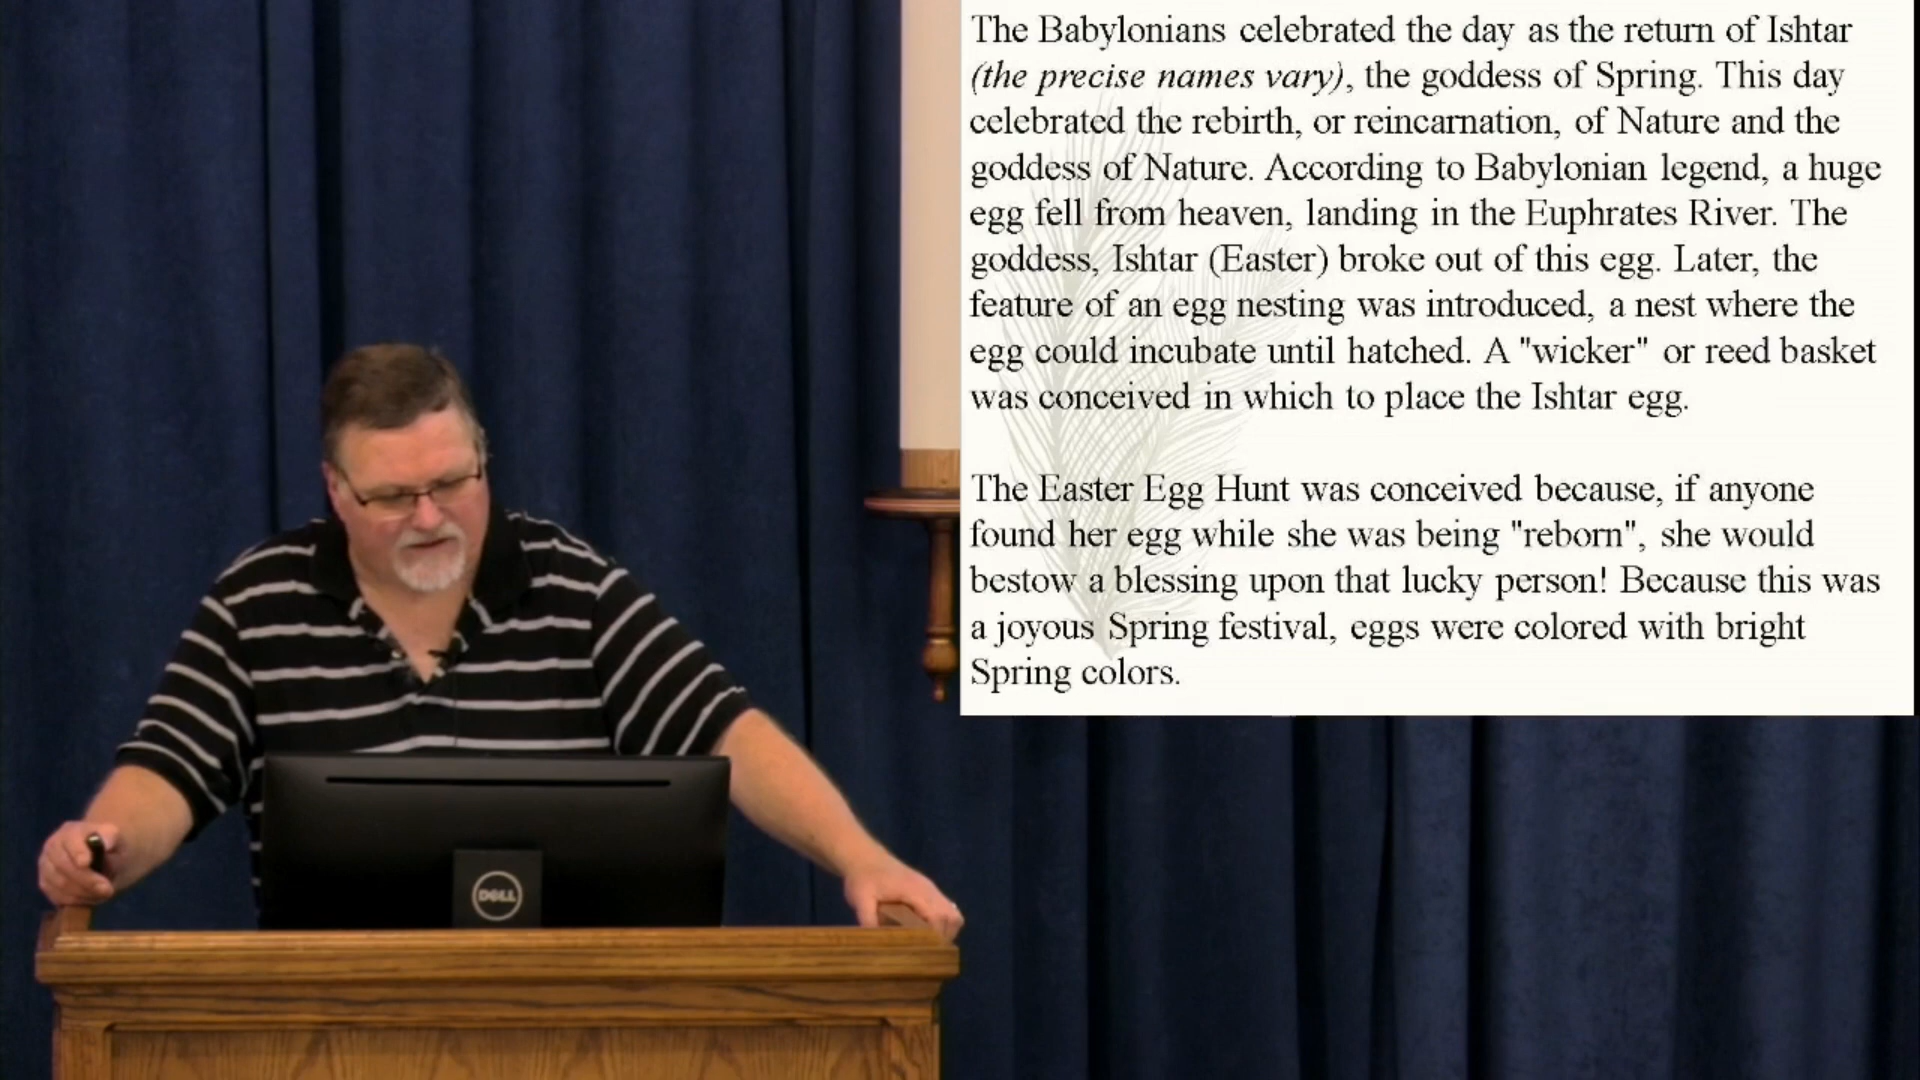 The Babylonians celebrated the day as the return of Ishtar
(the precise names vary), the goddess of Spring. This day
celebrated the rebirth, or reincarnation, of Nature and the
goddess of Nature. According to Babylonian legend, a huge
egg fell from heaven, landing in the Euphrates River. The
goddess, Ishtar (Easter) broke out of this egg. Later, the
feature of an egg nesting was introduced, a nest where the
egg could incubate until hatched. A "wicker" or reed basket
was conceived in which to place the Ishtar egg.
The Easter Egg Hunt was conceived because, if anyone
found her egg while she was being "reborn", she would
bestow a blessing upon that lucky person! Because this was
a joyous Spring festival, eggs were colored with bright
Spring colors.
DELL